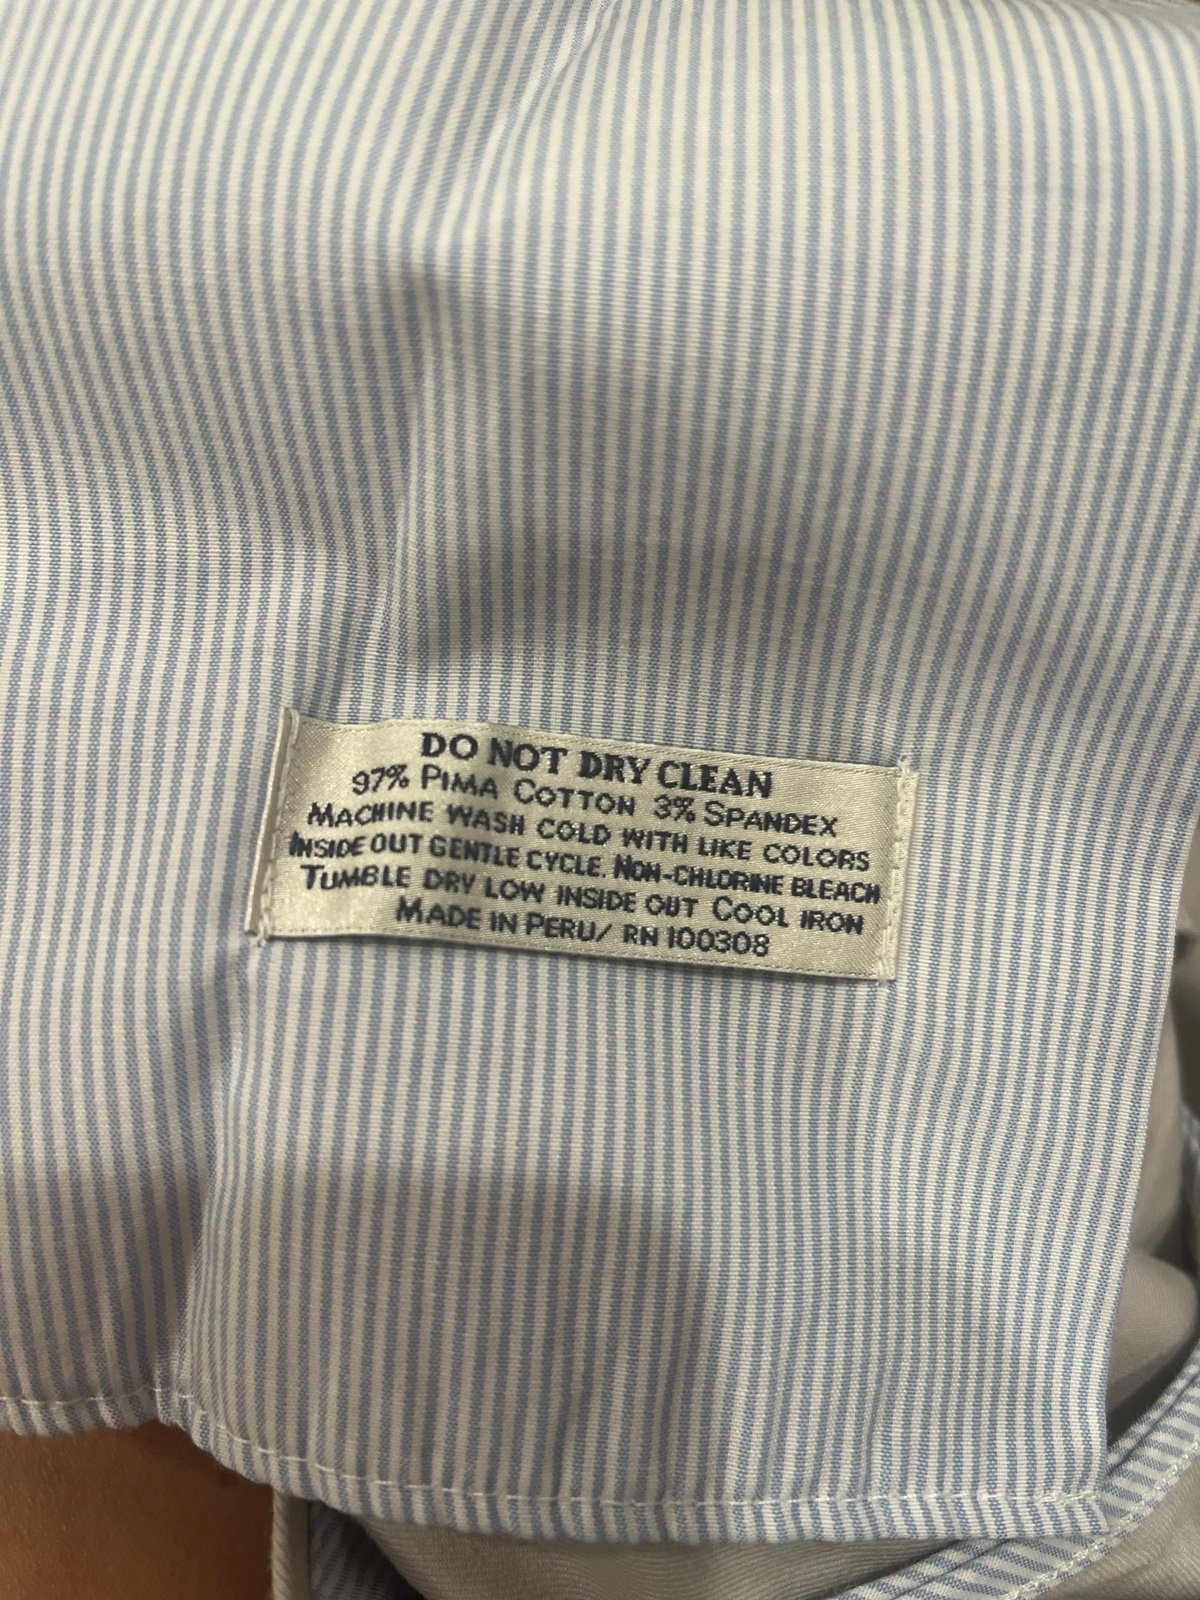 DO NOT DRY CLEAN
97% PIMA COTTON 3% SPANDEX
MACHINE WASH COLD WITH LIKE COLORS
INSIDE OUT GENTLE CYCLE. NON-CHLORINE BLEACH
TUMBLE DRY LOW INSIDE OUT COOL IRON
MADE IN PERU/ RN 100308